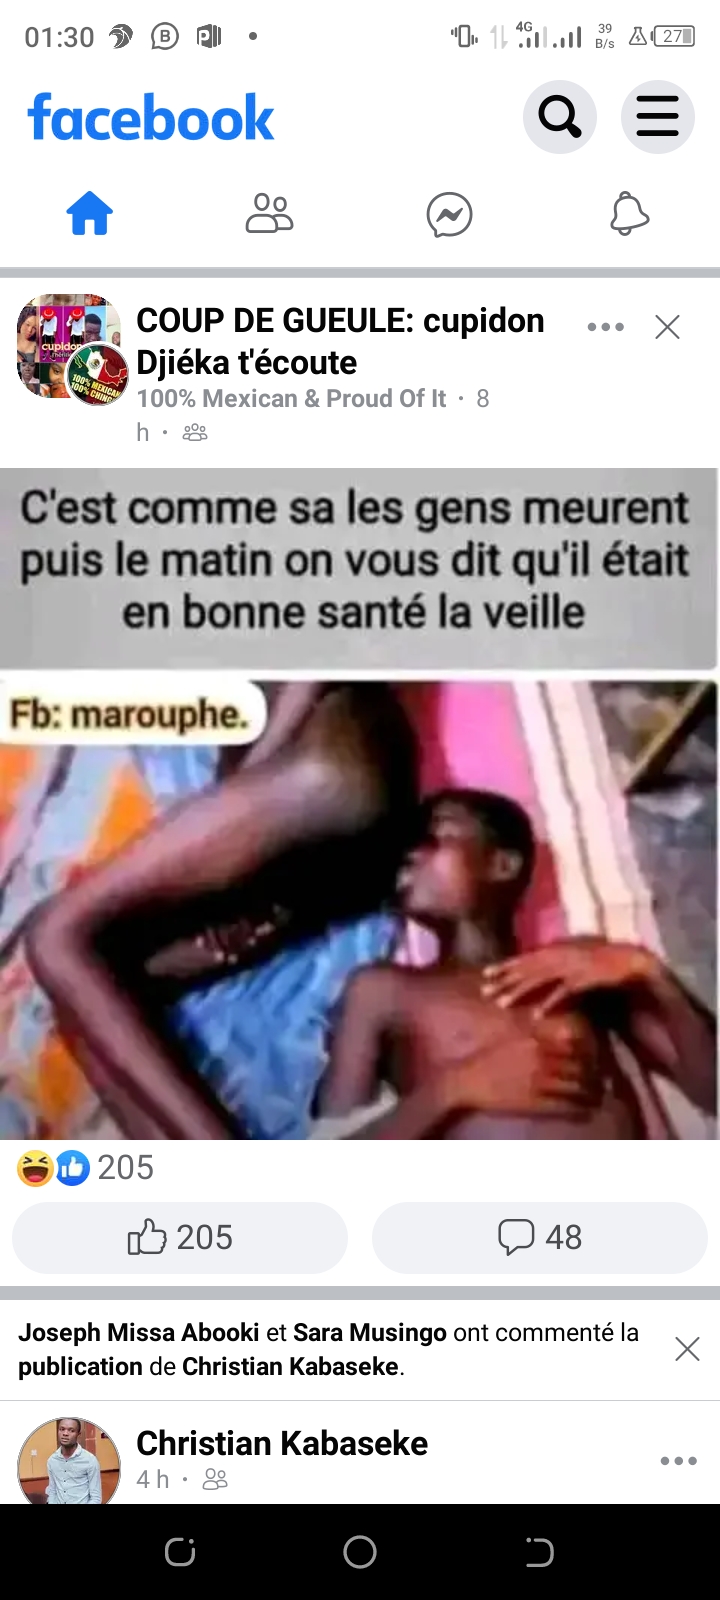 01:30
4G
39
B/s
27
facebook
COUP DE GUEULE: cupidon
Djiéka t'écoute
100% Mexican & Proud Of It · 8
h ·
cupidon
100% MEXICAN
C'est comme sa les gens meurent
puis le matin on vous dit qu'il était
en bonne santé la veille
Fb: marouphe.
205
205
48
Joseph Missa Abooki et Sara Musingo ont commenté la
publication de Christian Kabaseke.
Christian Kabaseke
4 h ·